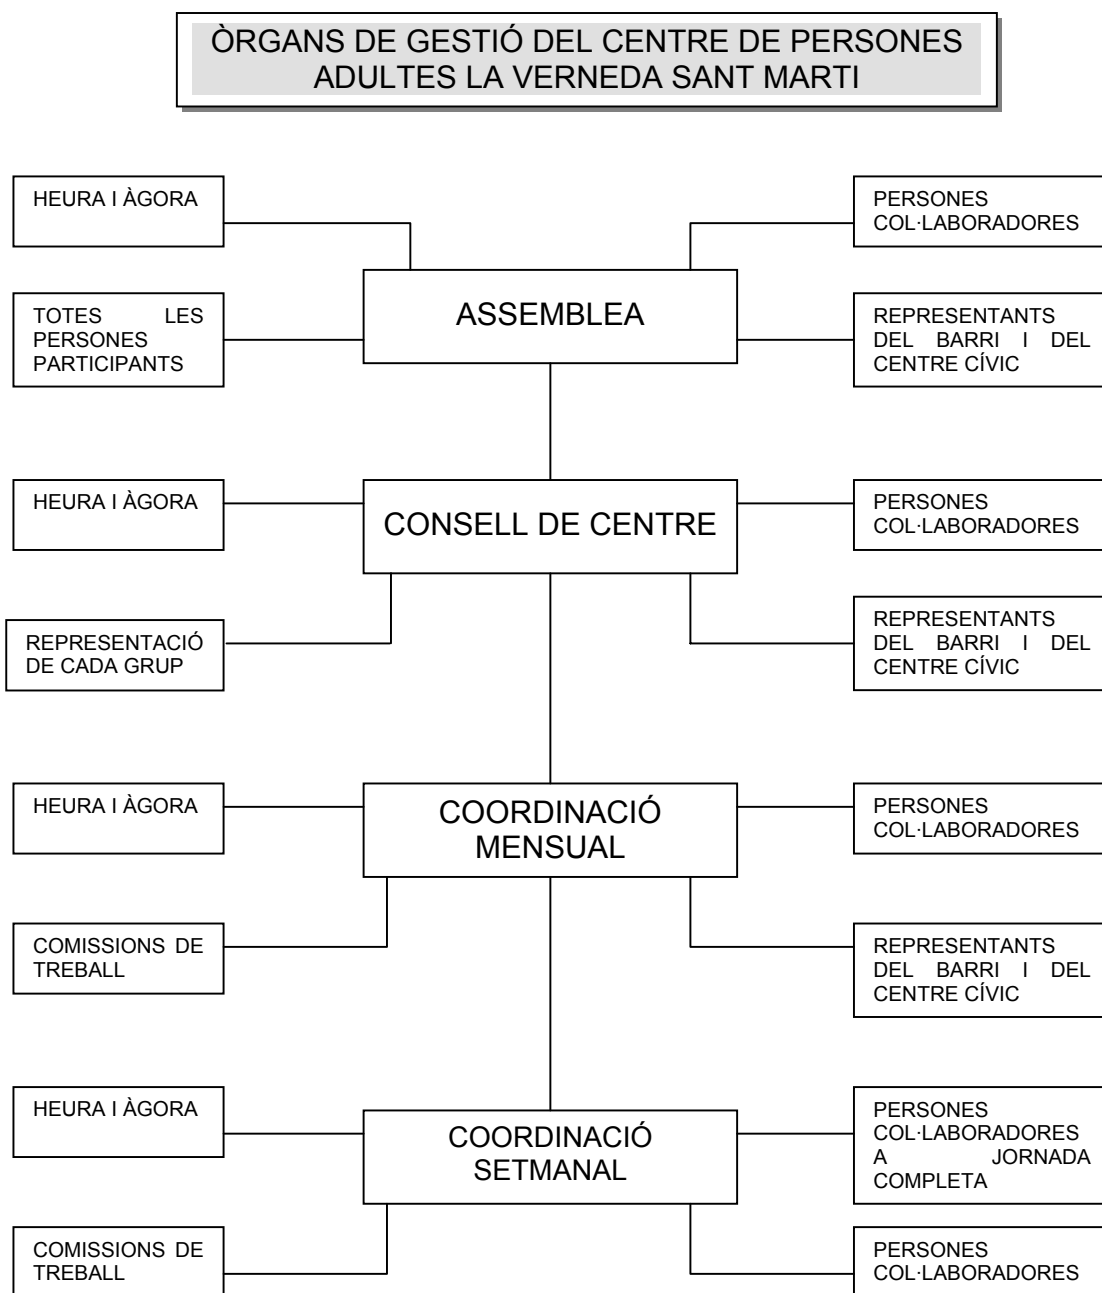 ÒRGANS DE GESTIÓ DEL CENTRE DE PERSONES
ADULTES LA VERNEDA SANT MARTI
HEURA I ÀGORA
PERSONES
COL·LABORADORES
ASSEMBLEA
TOTES LES
PERSONES
PARTICIPANTS
REPRESENTANTS
DEL BARRI I DEL
CENTRE CÍVIC
HEURA I ÀGORA
CONSELL DE CENTRE
PERSONES
COL·LABORADORES
REPRESENTACIÓ
DE CADA GRUP
REPRESENTANTS
DEL BARRI I DEL
CENTRE CÍVIC
HEURA I ÀGORA
COORDINACIÓ
MENSUAL
PERSONES
COL·LABORADORES
COMISSIONS DE
TREBALL
REPRESENTANTS
DEL BARRI I DEL
CENTRE CÍVIC
HEURA I ÀGORA
COORDINACIÓ
SETMANAL
PERSONES
COL·LABORADORES
A JORNADA
COMPLETA
COMISSIONS DE
TREBALL
PERSONES
COL·LABORADORES